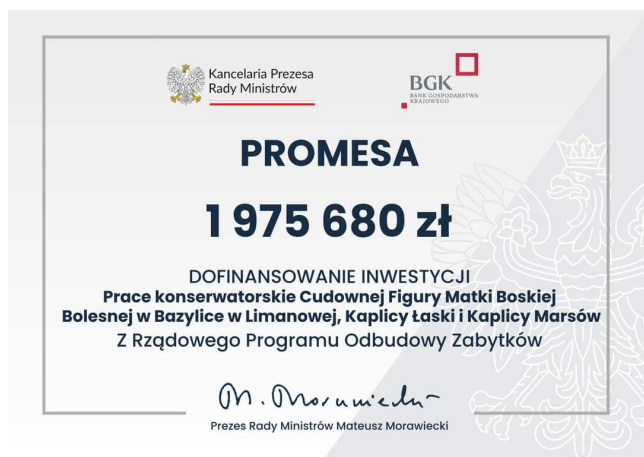 Kancelaria Prezesa
Rady Ministrów
BGK
BANK GOSPODARSTWA
KRAJOWEGO
PROMESA
1 975 680 zł
DOFINANSOWANIE INWESTYCJI
Prace konserwatorskie Cudownej Figury Matki Boskiej
Bolesnej w Bazylice w Limanowej, Kaplicy Łaski i Kaplicy Marsów
Z Rządowego Programu Odbudowy Zabytków
M. Morawiecki
Prezes Rady Ministrów Mateusz Morawiecki